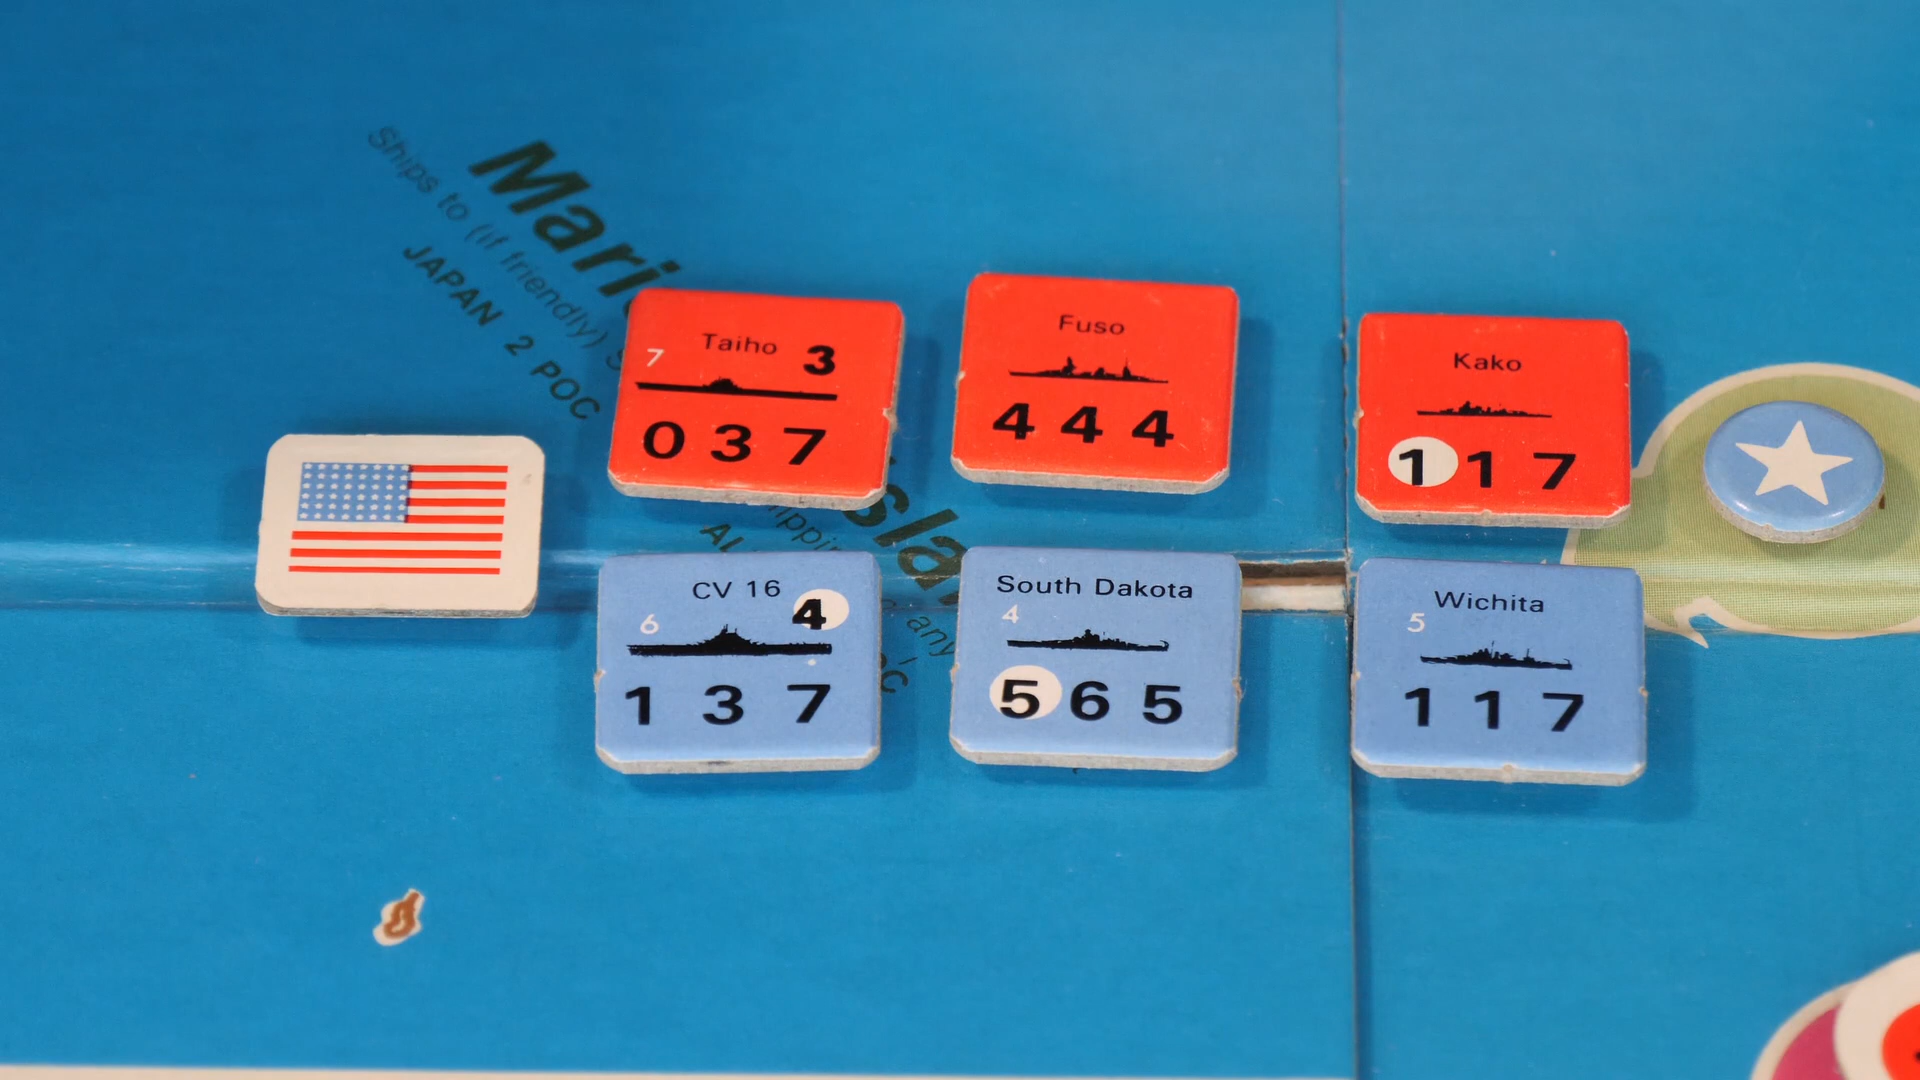 Mari
Ships to (if friendly) S
JAPAN 2 POC
Taiho
7 3
0 3 7
Fuso
4 4 4
Kako
1 1 7
Isla
CV 16
6 4
1 3 7
South Dakota
4
5 6 5
Wichita
5
1 1 7
any